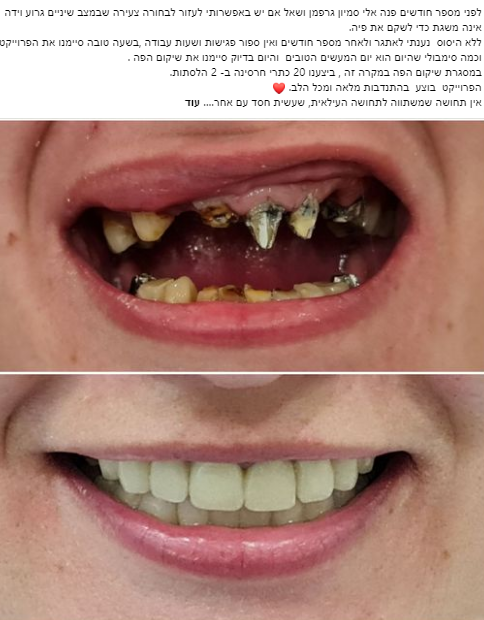 לפני מספר חודשים פנה אלי סמיון גרפמן ושאל אם יש באפשרותי לעזור לבחורה צעירה שבמצב שיניים גרוע וידה
אינה משגת כדי לשקם את פיה.
ללא היסוס נענתי לאתגר ולאחר מספר חודשים ואין ספור פגישות ושעות עבודה ,בשעה טובה סיימנו את הפרוייקט
וכמה סימבולי שהיום הוא יום המעשים הטובים והיום בדיוק סיימנו את שיקום הפה .
במסגרת שיקום הפה במקרה זה , ביצענו 20 כתרי חרסינה ב- 2 הלסתות.
הפרוייקט בוצע בהתנדבות מלאה ומכל הלב. ❤️
אין תחושה שמשתווה לתחושה העילאית, שעשית חסד עם אחר.... עוד